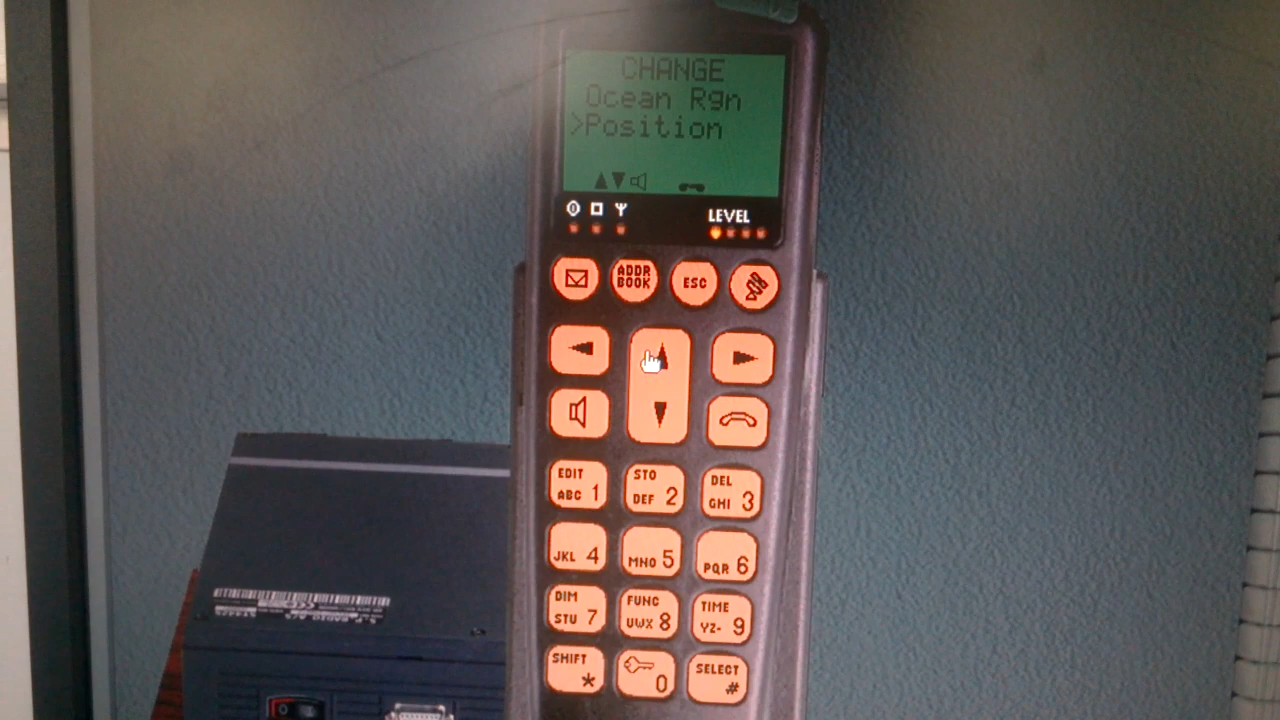 CHANGE
Ocean Rgn
>Position
LEVEL
ADDR
BOOK
ESC
EDIT
ABC 1
STO
DEF 2
DEL
GHI 3
JKL 4
MNO 5
PQR 6
DIM
STU 7
FUNC
UWX 8
TIME
YZ- 9
SHIFT
*
0
SELECT
#
S.P RADIO A/S